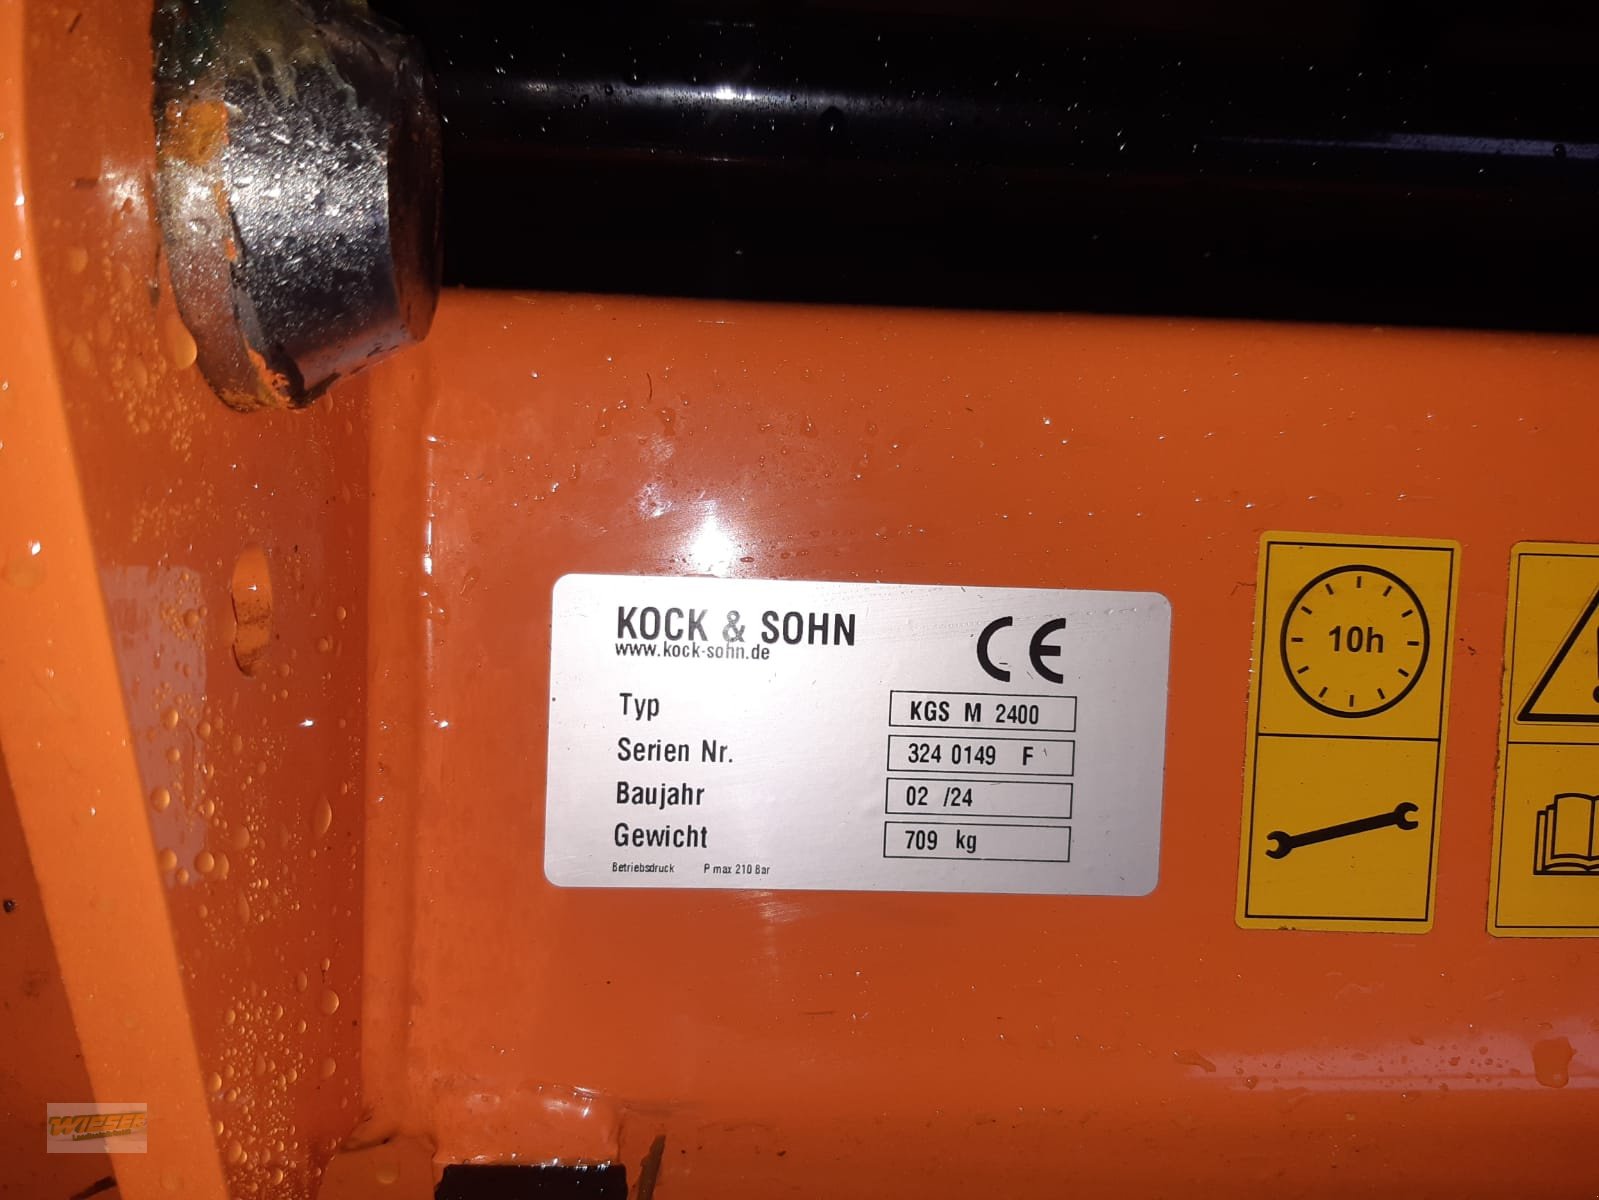 KOCK & SOHN
www.kock-sohn.de
CE
Typ KGS M 2400
Serien Nr. 324 0149 F
Baujahr 02 /24
Gewicht 709 kg
Betriebsdruck P max 210 Bar
10h
WIESER